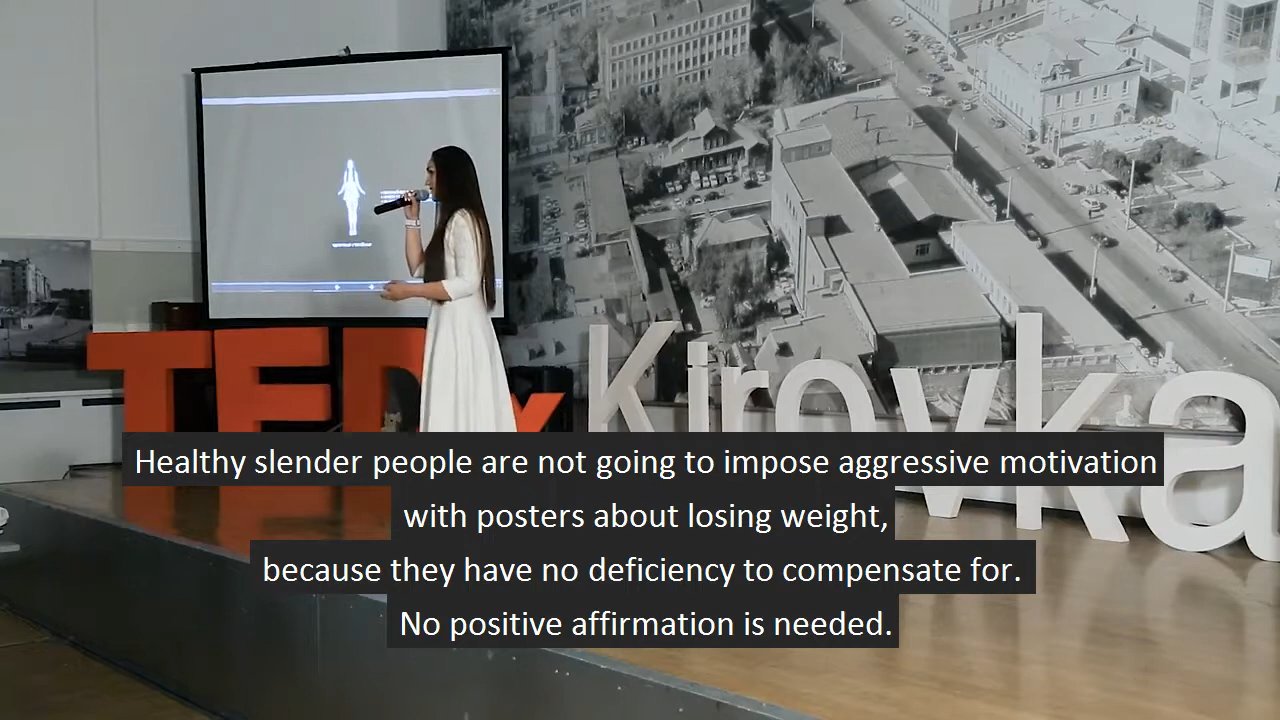 TEDx Kirovka
Healthy slender people are not going to impose aggressive motivation
with posters about losing weight,
because they have no deficiency to compensate for.
No positive affirmation is needed.